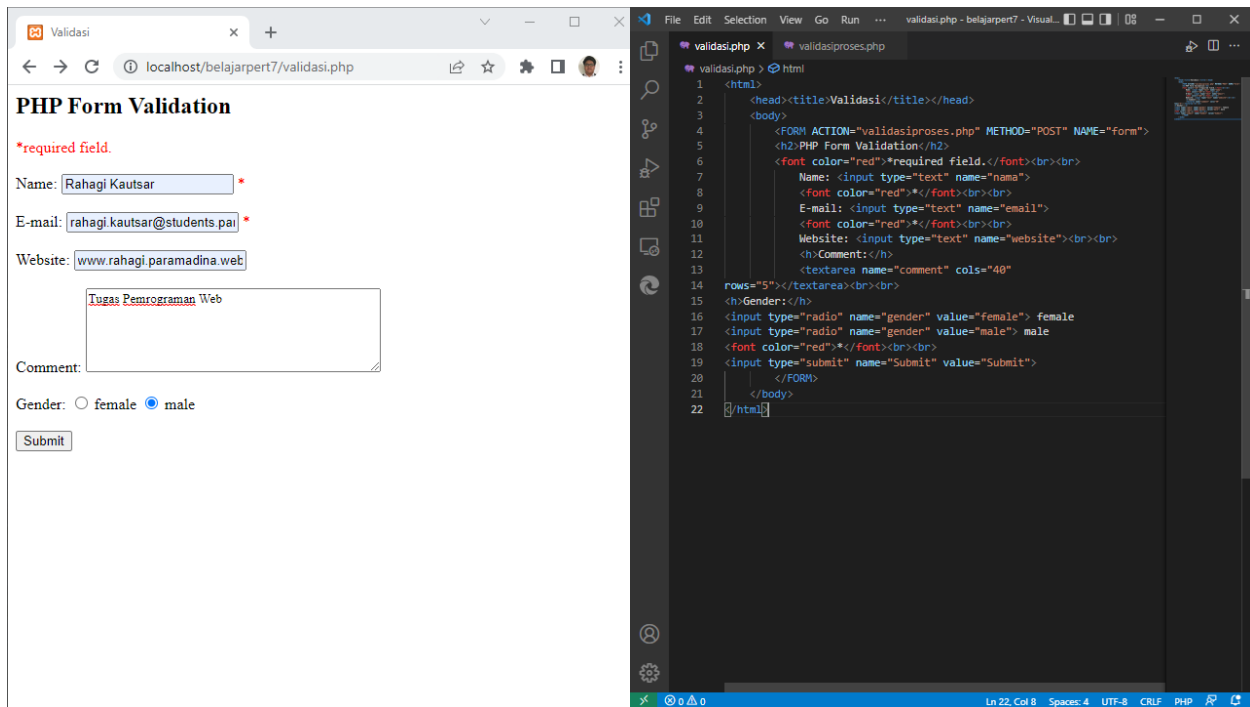 Validasi
localhost/belajarpert7/validasi.php
PHP Form Validation
*required field.
Name: Rahagi Kautsar *
E-mail: rahagi.kautsar@students.par *
Website: www.rahagi.paramadina.web
Tugas Pemrograman Web
Comment:
Gender: female male
Submit
File Edit Selection View Go Run ··· validasi.php - belajarpert7 - Visual...
validasi.php validasiproses.php
validasi.php > html
1 <html>
2 <head><title>Validasi</title></head>
3 <body>
4 <FORM ACTION="validasiproses.php" METHOD="POST" NAME="form">
5 <h2>PHP Form Validation</h2>
6 <font color="red">*required field.</font><br><br>
7 Name: <input type="text" name="nama">
8 <font color="red">*</font><br><br>
9 E-mail: <input type="text" name="email">
10 <font color="red">*</font><br><br>
11 Website: <input type="text" name="website"><br><br>
12 <h>Comment:</h>
13 <textarea name="comment" cols="40"
14 rows="5"></textarea><br><br>
15 <h>Gender:</h>
16 <input type="radio" name="gender" value="female"> female
17 <input type="radio" name="gender" value="male"> male
18 <font color="red">*</font><br><br>
19 <input type="submit" name="Submit" value="Submit">
20 </FORM>
21 </body>
22 </html>
0 0 Ln 22, Col 8 Spaces: 4 UTF-8 CRLF PHP